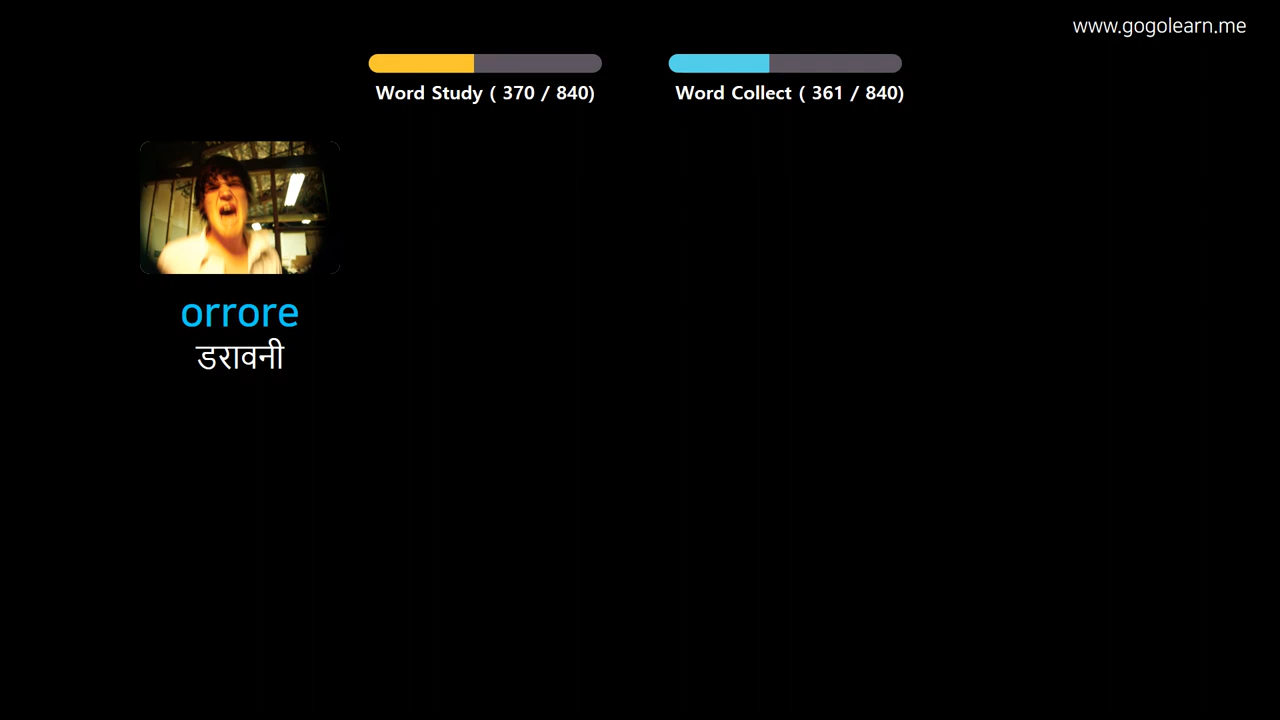 www.gogolearn.me
Word Study ( 370 / 840)
Word Collect ( 361 / 840)
orrore
डरावनी